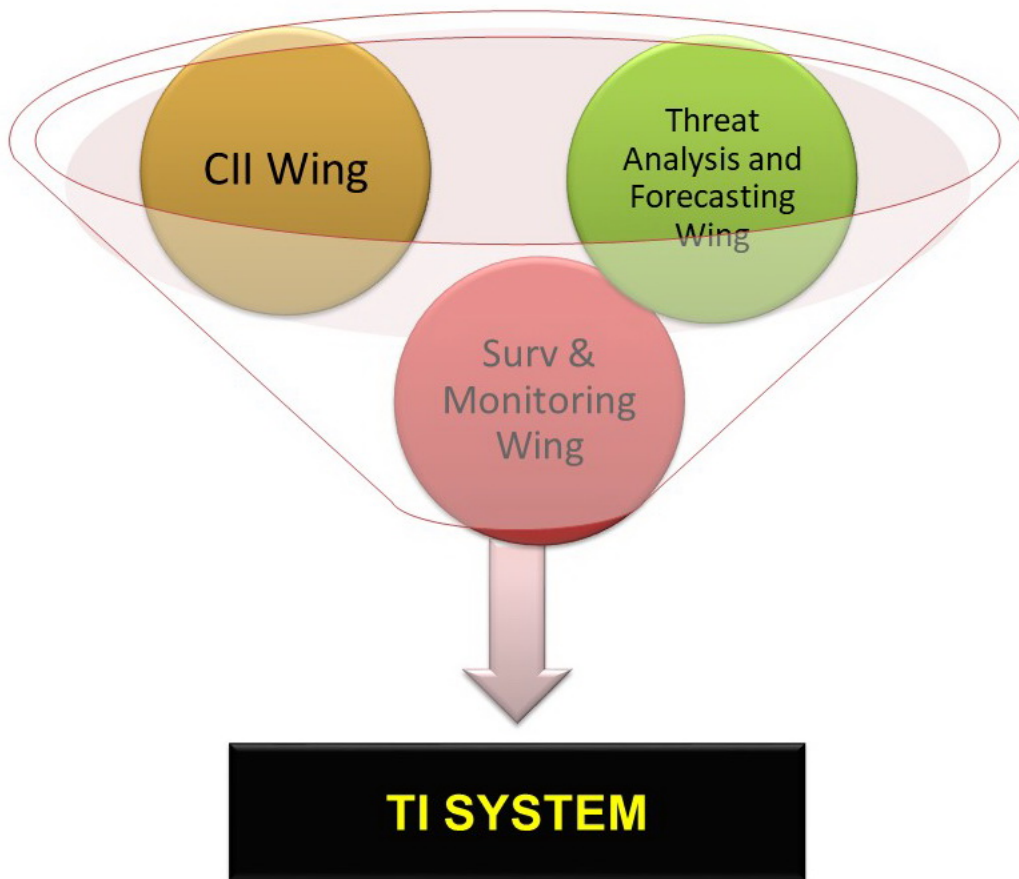 CII Wing
Threat
Analysis and
Forecasting
Wing
Surv &
Monitoring
Wing
TI SYSTEM